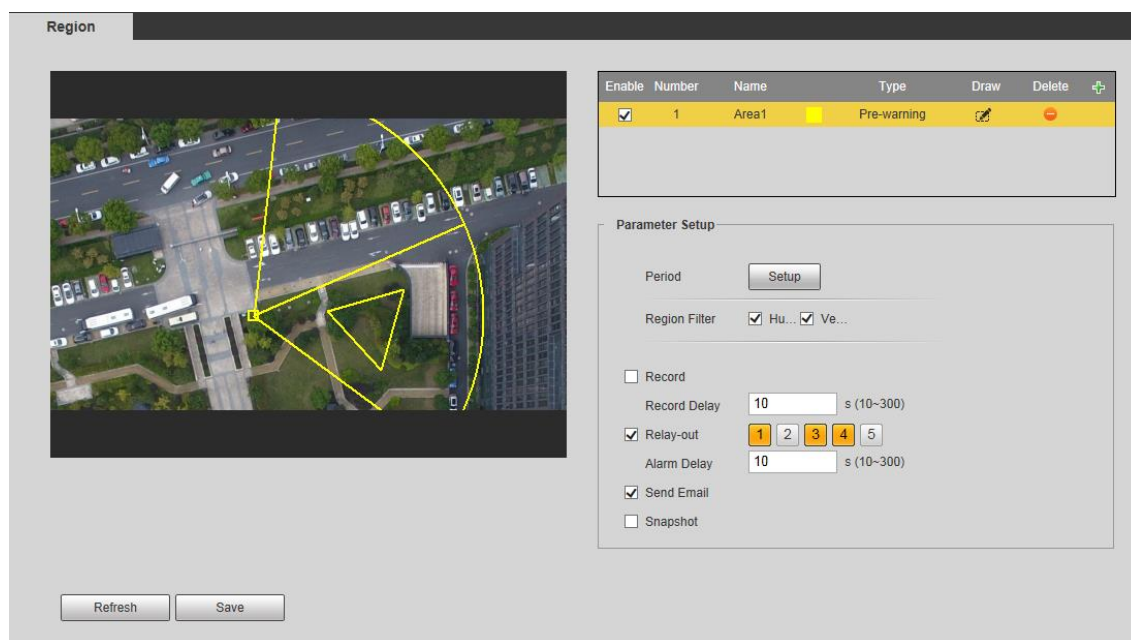 Region
Enable Number Name Type Draw Delete
1 Area1 Pre-warning
Parameter Setup
Period Setup
Region Filter Hu... Ve...
Record
Record Delay 10 s (10~300)
Relay-out 1 2 3 4 5
Alarm Delay 10 s (10~300)
Send Email
Snapshot
Refresh Save